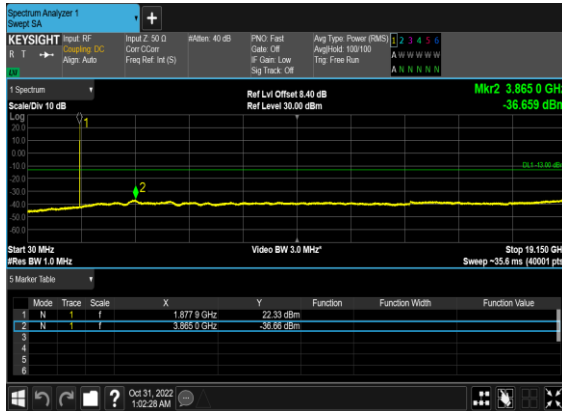 Spectrum Analyzer 1
Swept SA
+
KEYSIGHT Input: RF Input Z: 50 Ω #Atten: 40 dB PNO: Fast Avg Type: Power (RMS) 1 2 3 4 5 6
R T Coupling: DC Corr CCorr Gate: Off Avg|Hold: 100/100 A W W W W W
Align: Auto Freq Ref: Int (S) IF Gain: Low Trig: Free Run
LXI Sig Track: Off A N N N N N
1 Spectrum Ref Lvl Offset 8.40 dB Mkr2 3.865 0 GHz
Scale/Div 10 dB Ref Level 30.00 dBm -36.659 dBm
Log
20.0 1
10.0
0.00
-10.0 DL1 -13.00 dBm
-20.0
-30.0 2
-40.0
-50.0
-60.0
Start 30 MHz Video BW 3.0 MHz* Stop 19.150 GHz
#Res BW 1.0 MHz Sweep ~35.6 ms (40001 pts)
5 Marker Table
Mode Trace Scale X Y Function Function Width Function Value
1 N 1 f 1.877 9 GHz 22.33 dBm
2 N 1 f 3.865 0 GHz -36.66 dBm
3
4
5
6
? Oct 31, 2022
1:02:28 AM